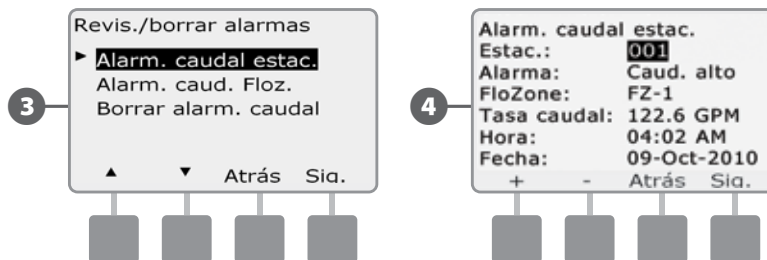 3
Revis./borrar alarmas
► Alarm. caudal estac.
Alarm. caud. Floz.
Borrar alarm. caudal
▲ ▼ Atrás Sig.
4
Alarm. caudal estac.
Estac.: 001
Alarma: Caud. alto
FloZone: FZ-1
Tasa caudal: 122.6 GPM
Hora: 04:02 AM
Fecha: 09-Oct-2010
+ - Atrás Sig.